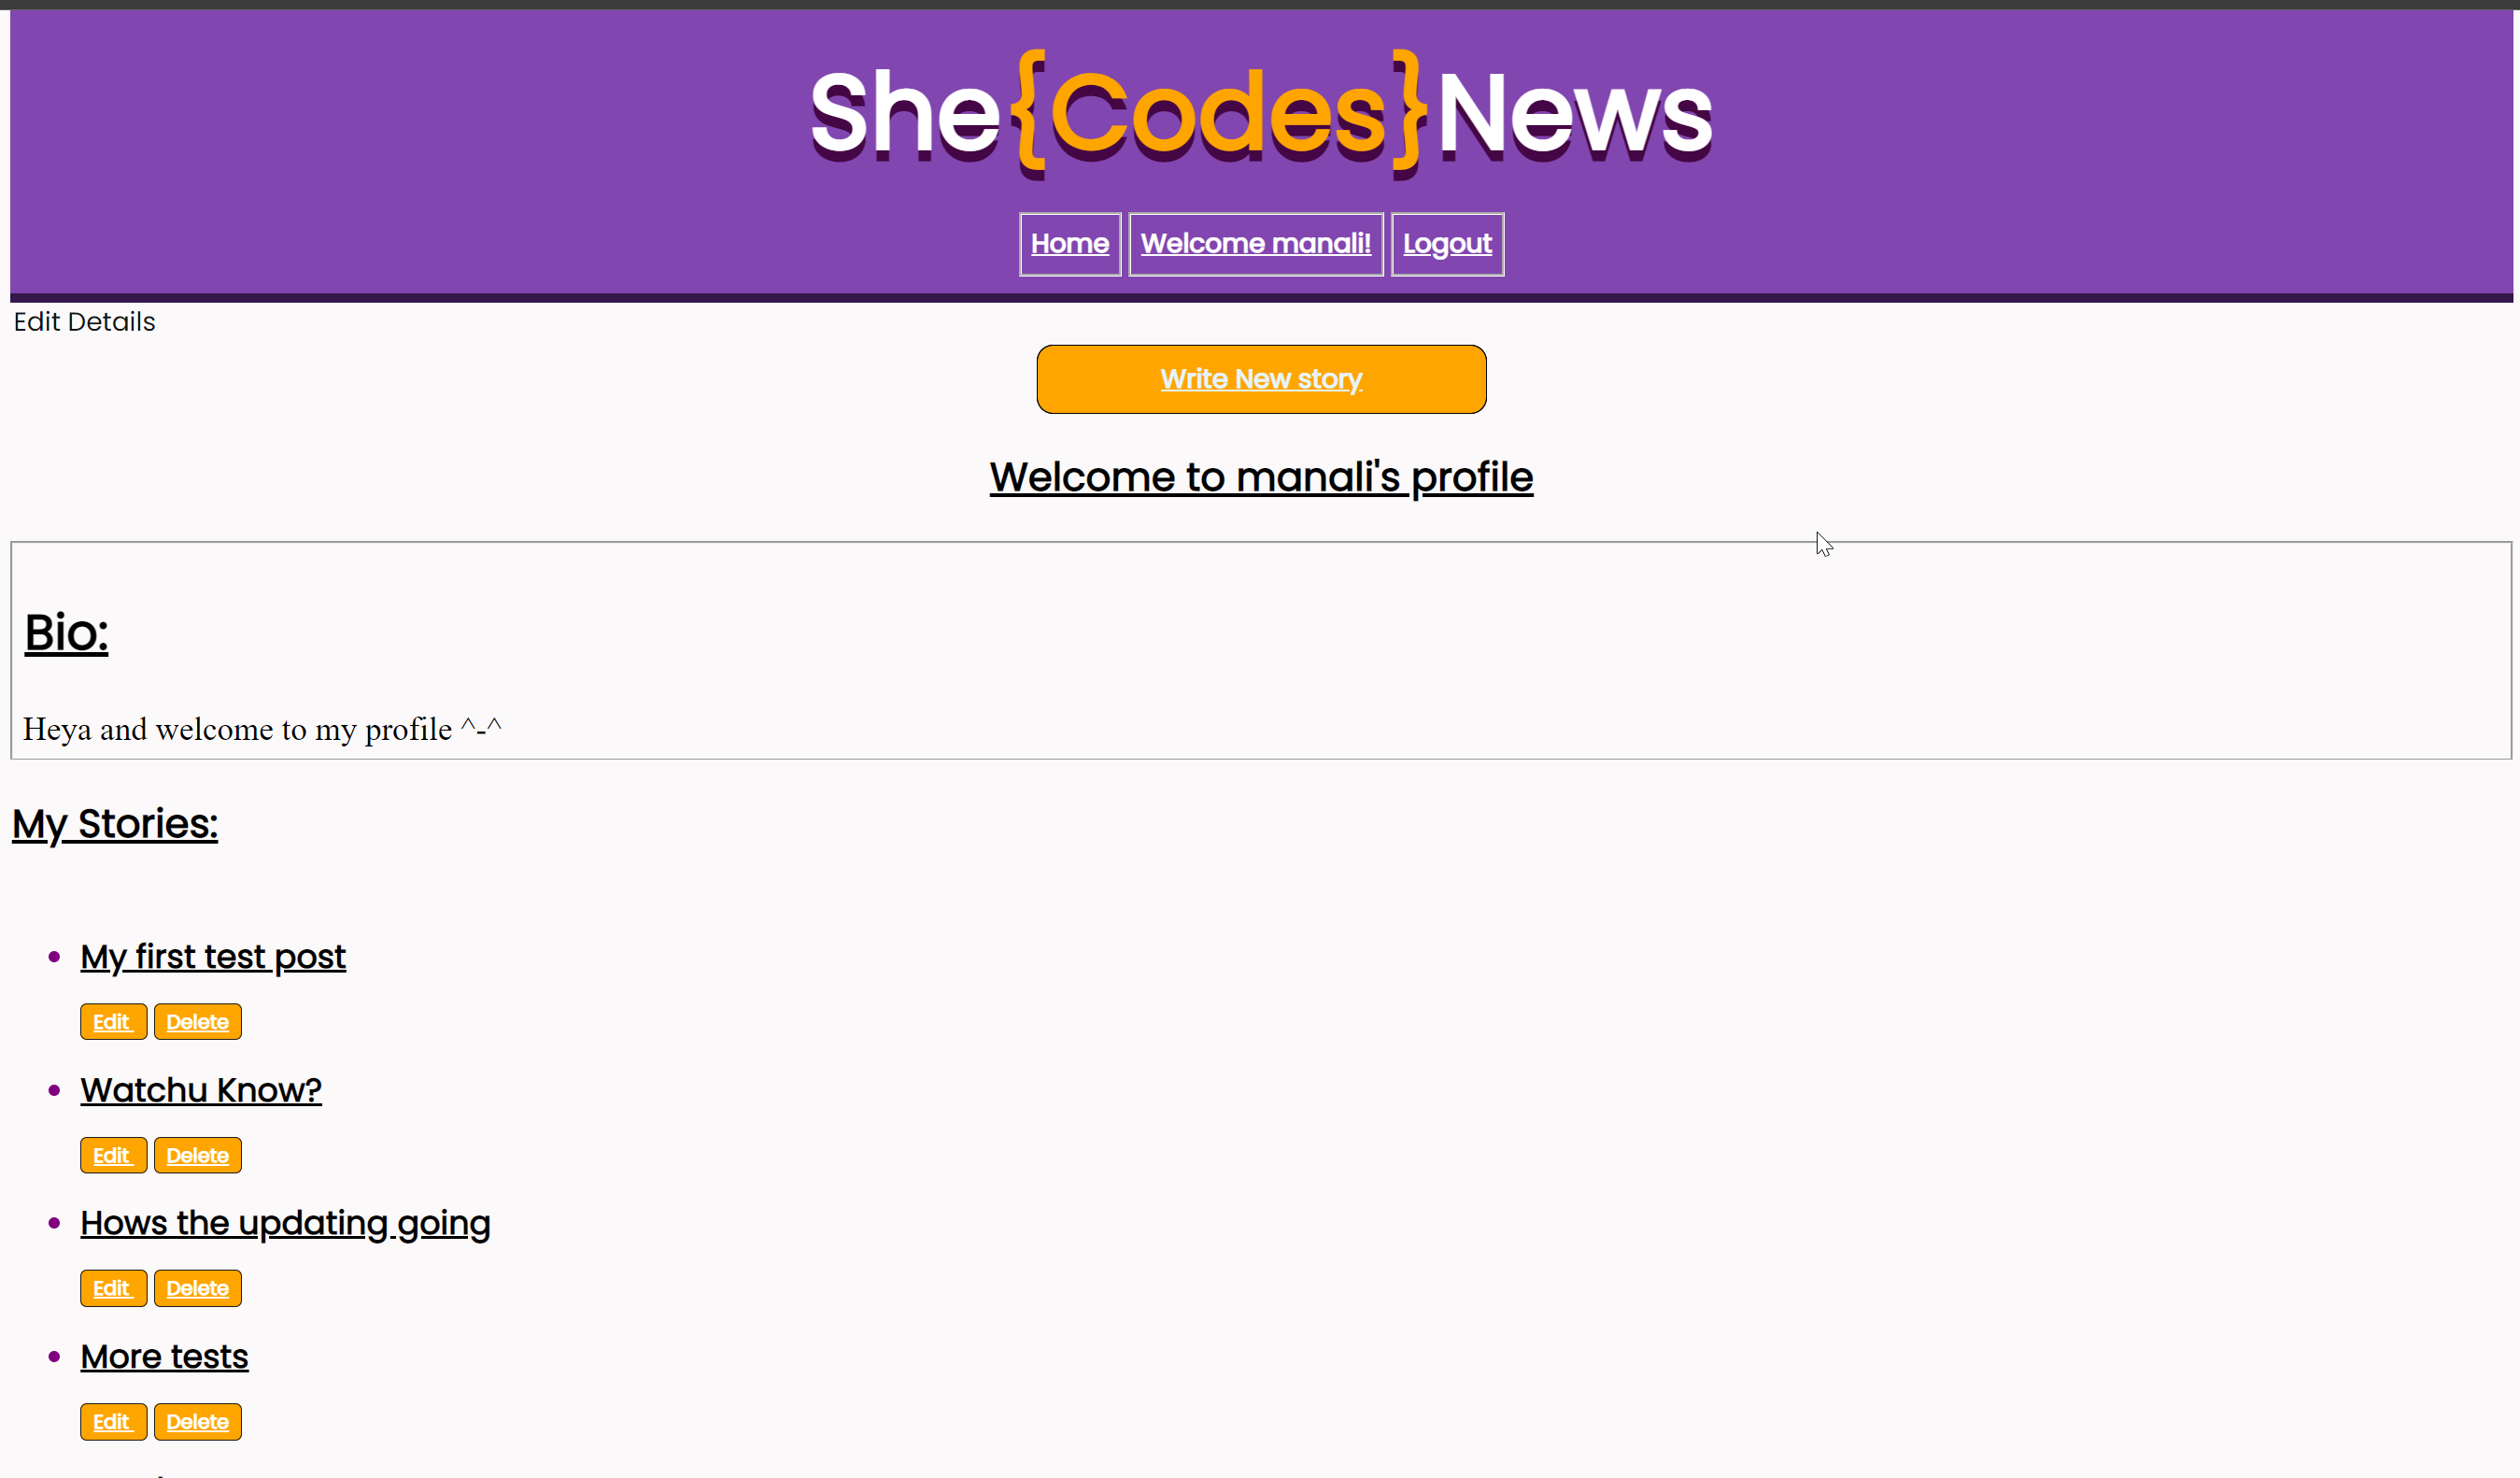 She{Codes}News
Home Welcome manali! Logout
Edit Details
Write New story
Welcome to manali's profile
Bio:
Heya and welcome to my profile ^-^
My Stories:
My first test post
Edit Delete
Watchu Know?
Edit Delete
Hows the updating going
Edit Delete
More tests
Edit Delete